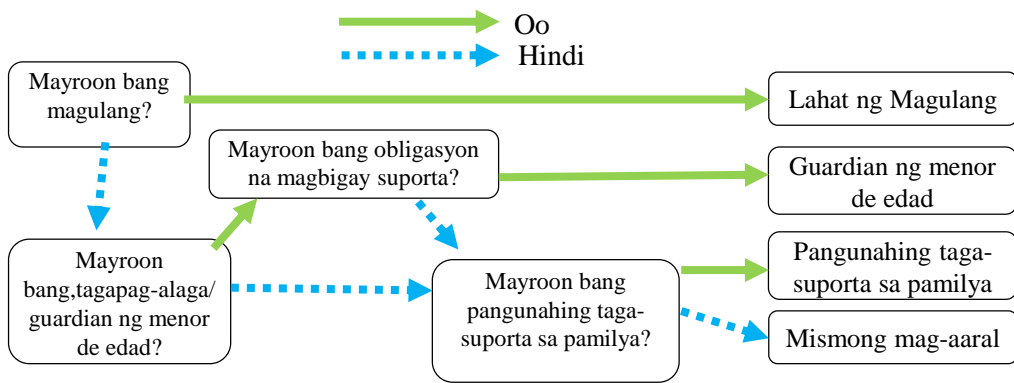 Oo
Hindi
Mayroon bang
magulang?
Lahat ng Magulang
Mayroon bang obligasyon
na magbigay suporta?
Guardian ng menor
de edad
Mayroon
bang,tagapag-alaga/
guardian ng menor
de edad?
Mayroon bang
pangunahing taga-
suporta sa pamilya?
Pangunahing taga-
suporta sa pamilya
Mismong mag-aaral